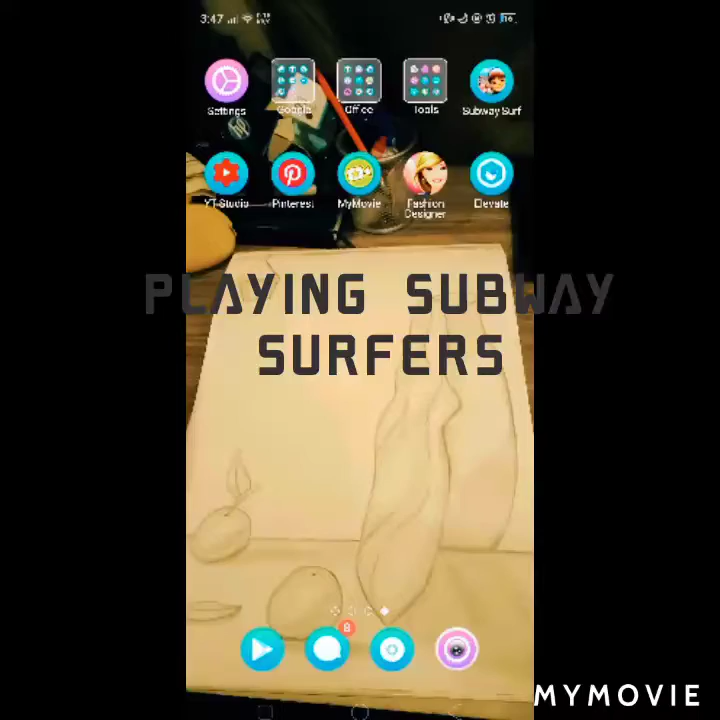 3:47
Settings
Google
Office
Tools
Subway Surf
YT Studio
Pinterest
MyMovie
Fashion
Designer
Elevate
PLAYING SUBWAY
SURFERS
8
MYMOVIE